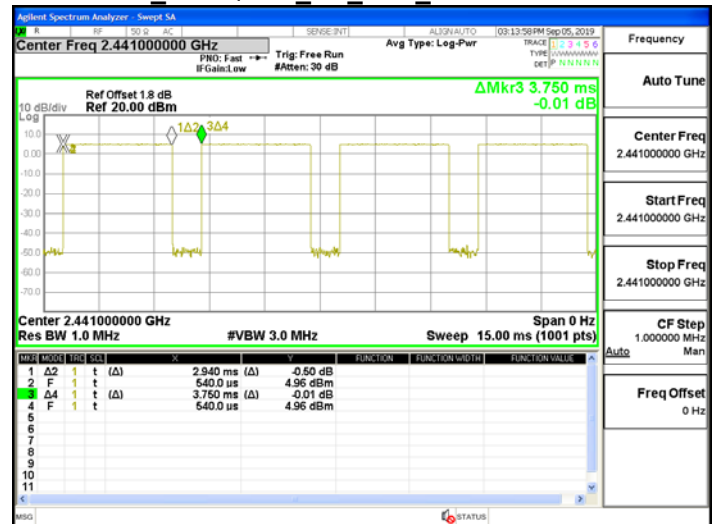 Agilent Spectrum Analyzer - Swept SA
R RF 50 Ω AC SENSE:INT ALIGN AUTO 03:13:58 PM Sep 05, 2019
Center Freq 2.441000000 GHz
PNO: Fast
IFGain:Low
Trig: Free Run
#Atten: 30 dB
Avg Type: Log-Pwr
TRACE 1 2 3 4 5 6
TYPE
DET P N N N N N
ΔMkr3 3.750 ms
-0.01 dB
Ref Offset 1.8 dB
10 dB/div Ref 20.00 dBm
Log
10.0
0.00
-10.0
-20.0
-30.0
-40.0
-50.0
-60.0
-70.0
1Δ2
3Δ4
Center 2.441000000 GHz Span 0 Hz
Res BW 1.0 MHz #VBW 3.0 MHz Sweep 15.00 ms (1001 pts)
MKR MODE TRC SCL X Y FUNCTION FUNCTION WIDTH FUNCTION VALUE
1 Δ2 1 t (Δ) 2.940 ms (Δ) -0.50 dB
2 F 1 t 540.0 µs 4.96 dBm
3 Δ4 1 t (Δ) 3.750 ms (Δ) -0.01 dB
4 F 1 t 540.0 µs 4.96 dBm
5
6
7
8
9
10
11
MSG STATUS
Frequency
Auto Tune
Center Freq
2.441000000 GHz
Start Freq
2.441000000 GHz
Stop Freq
2.441000000 GHz
CF Step
1.000000 MHz
Auto Man
Freq Offset
0 Hz